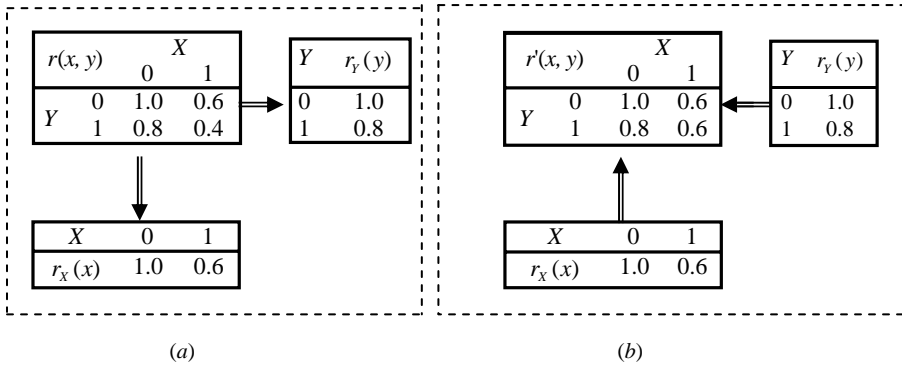 r(x, y) X
0 1
Y 0 1.0 0.6
1 0.8 0.4
Y r_Y(y)
0 1.0
1 0.8
X 0 1
r_X(x) 1.0 0.6
(a)
r'(x, y) X
0 1
Y 0 1.0 0.6
1 0.8 0.6
Y r_Y(y)
0 1.0
1 0.8
X 0 1
r_X(x) 1.0 0.6
(b)